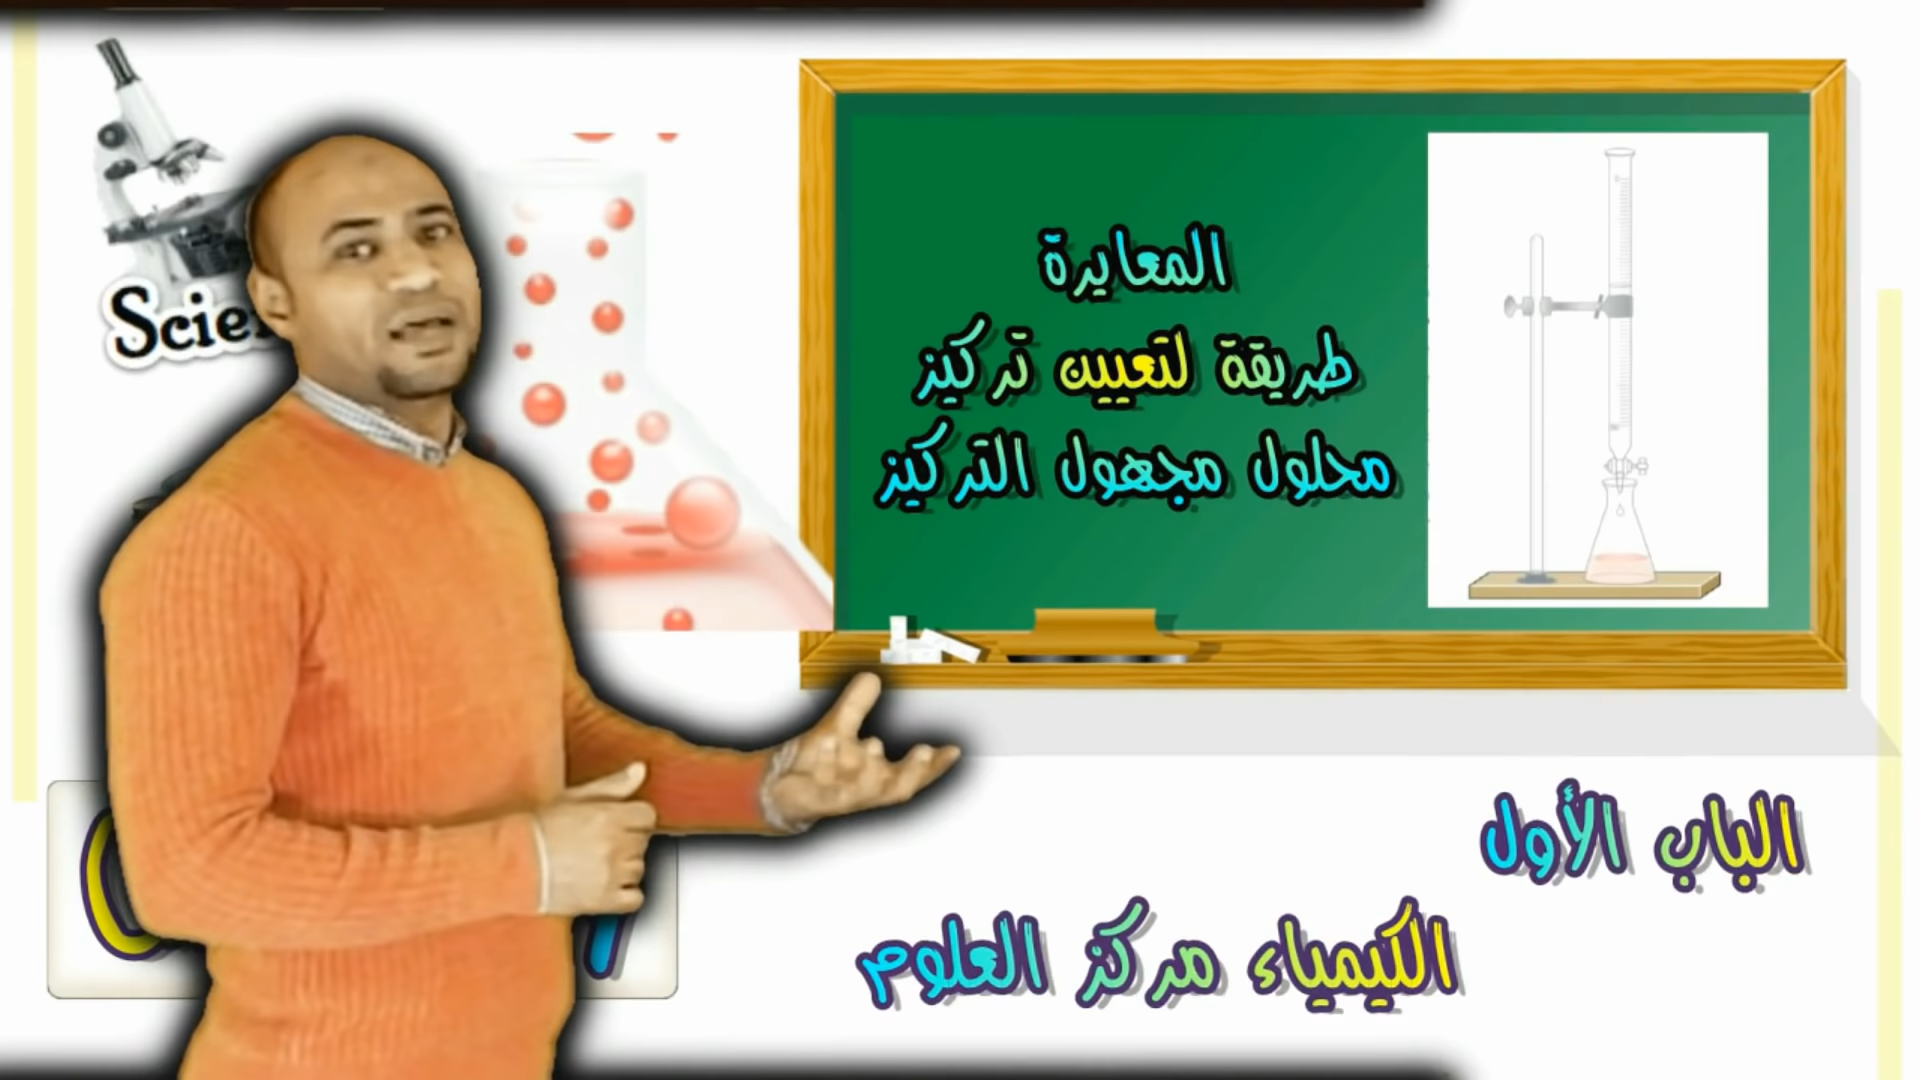 المعايرة
طريقة لتعيين تركيز
محلول مجهول التركيز
الباب الأول
الكيمياء مركز العلوم